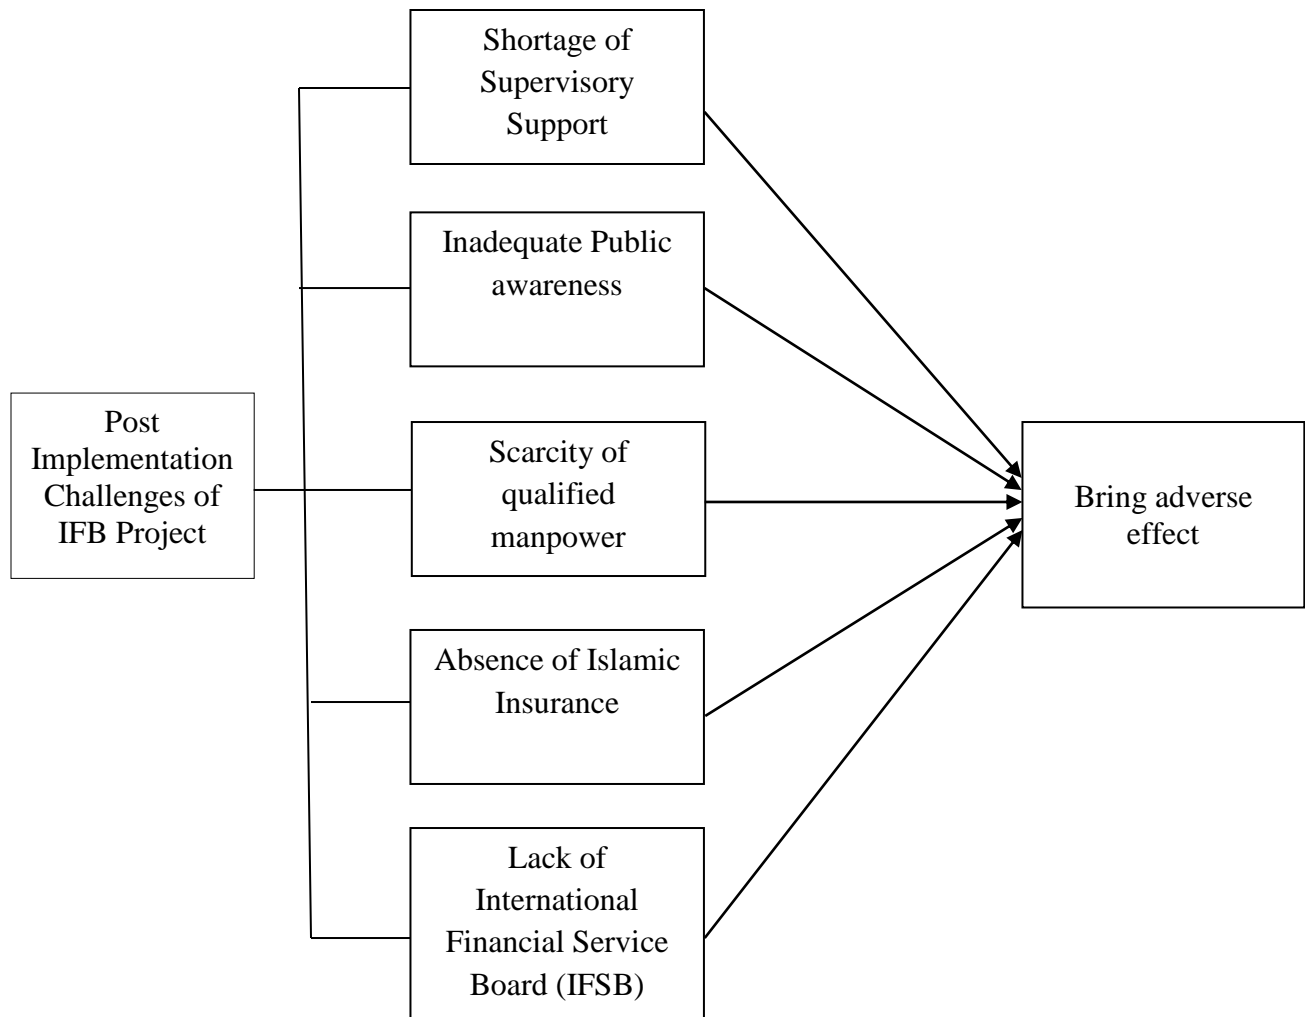 Shortage of
Supervisory
Support
Inadequate Public
awareness
Post
Implementation
Challenges of
IFB Project
Scarcity of
qualified
manpower
Bring adverse
effect
Absence of Islamic
Insurance
Lack of
International
Financial Service
Board (IFSB)